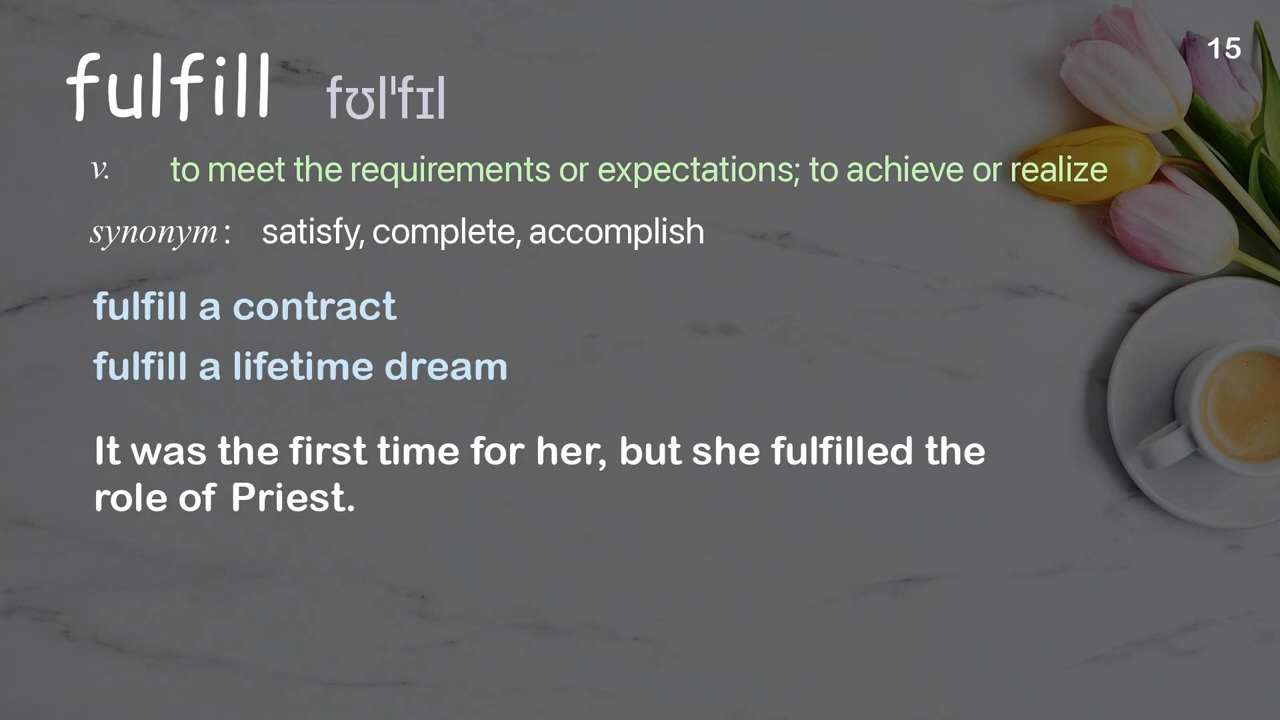 15
fulfill fʊlˈfɪl
v. to meet the requirements or expectations; to achieve or realize
synonym : satisfy, complete, accomplish
fulfill a contract
fulfill a lifetime dream
It was the first time for her, but she fulfilled the
role of Priest.